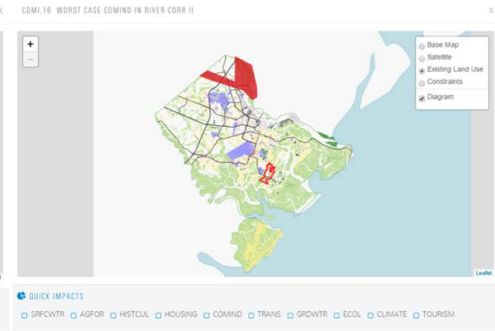 COMI.16 WORST CASE COMIND IN RIVER CORR II
x
+
−
Base Map
Satellite
Existing Land Use
Constraints
Diagram
Leaflet
QUICK IMPACTS
SRFCWTR AGFOR HISTCUL HOUSING COMIND TRANS GRDWTR ECOL CLIMATE TOURISM